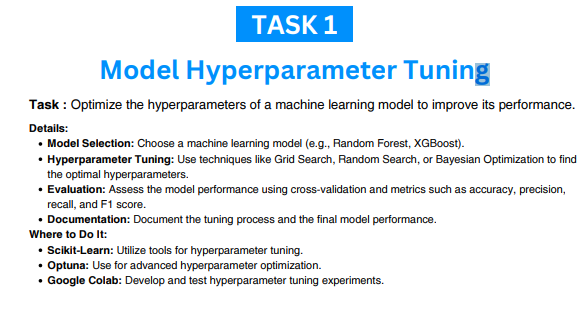 TASK 1
Model Hyperparameter Tuning
Task : Optimize the hyperparameters of a machine learning model to improve its performance.
Details:
• Model Selection: Choose a machine learning model (e.g., Random Forest, XGBoost).
• Hyperparameter Tuning: Use techniques like Grid Search, Random Search, or Bayesian Optimization to find
the optimal hyperparameters.
• Evaluation: Assess the model performance using cross-validation and metrics such as accuracy, precision,
recall, and F1 score.
• Documentation: Document the tuning process and the final model performance.
Where to Do It:
• Scikit-Learn: Utilize tools for hyperparameter tuning.
• Optuna: Use for advanced hyperparameter optimization.
• Google Colab: Develop and test hyperparameter tuning experiments.